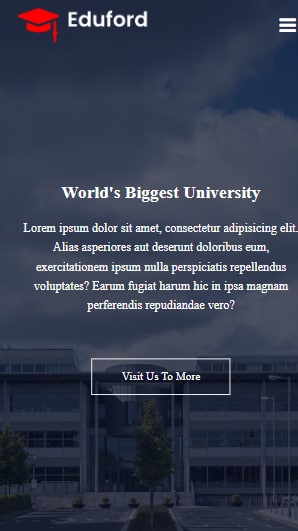 Eduford
World's Biggest University
Lorem ipsum dolor sit amet, consectetur adipisicing elit.
Alias asperiores aut deserunt doloribus eum,
exercitationem ipsum nulla perspiciatis repellendus
voluptates? Earum fugiat harum hic in ipsa magnam
perferendis repudiandae vero?
Visit Us To More